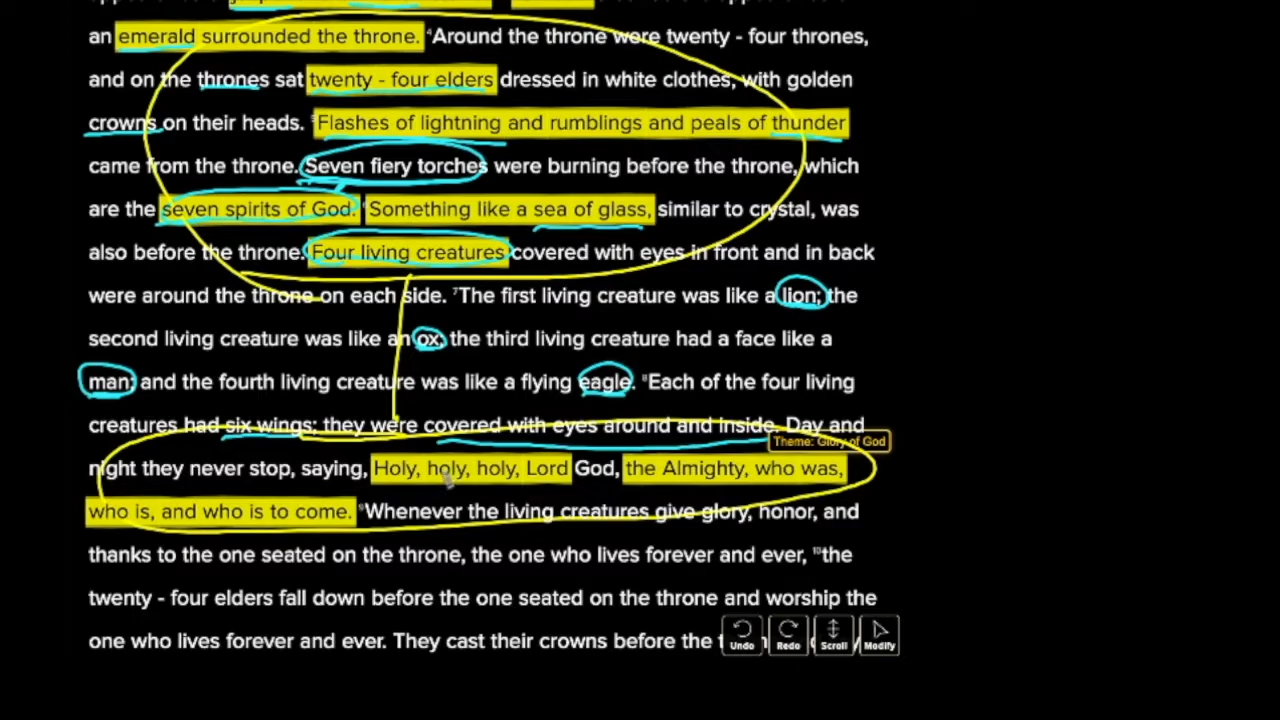 an emerald surrounded the throne. ⁴Around the throne were twenty - four thrones,
and on the thrones sat twenty - four elders dressed in white clothes, with golden
crowns on their heads. ⁵Flashes of lightning and rumblings and peals of thunder
came from the throne. Seven fiery torches were burning before the throne, which
are the seven spirits of God. ⁶Something like a sea of glass, similar to crystal, was
also before the throne. Four living creatures covered with eyes in front and in back
were around the throne on each side. ⁷The first living creature was like a lion; the
second living creature was like an ox; the third living creature had a face like a
man; and the fourth living creature was like a flying eagle. ⁸Each of the four living
creatures had six wings; they were covered with eyes around and inside. Day and
Theme: Glory of God
night they never stop, saying, Holy, holy, holy, Lord God, the Almighty, who was,
who is, and who is to come. ⁹Whenever the living creatures give glory, honor, and
thanks to the one seated on the throne, the one who lives forever and ever, ¹⁰the
twenty - four elders fall down before the one seated on the throne and worship the
one who lives forever and ever. They cast their crowns before the
Undo Redo Scroll Modify